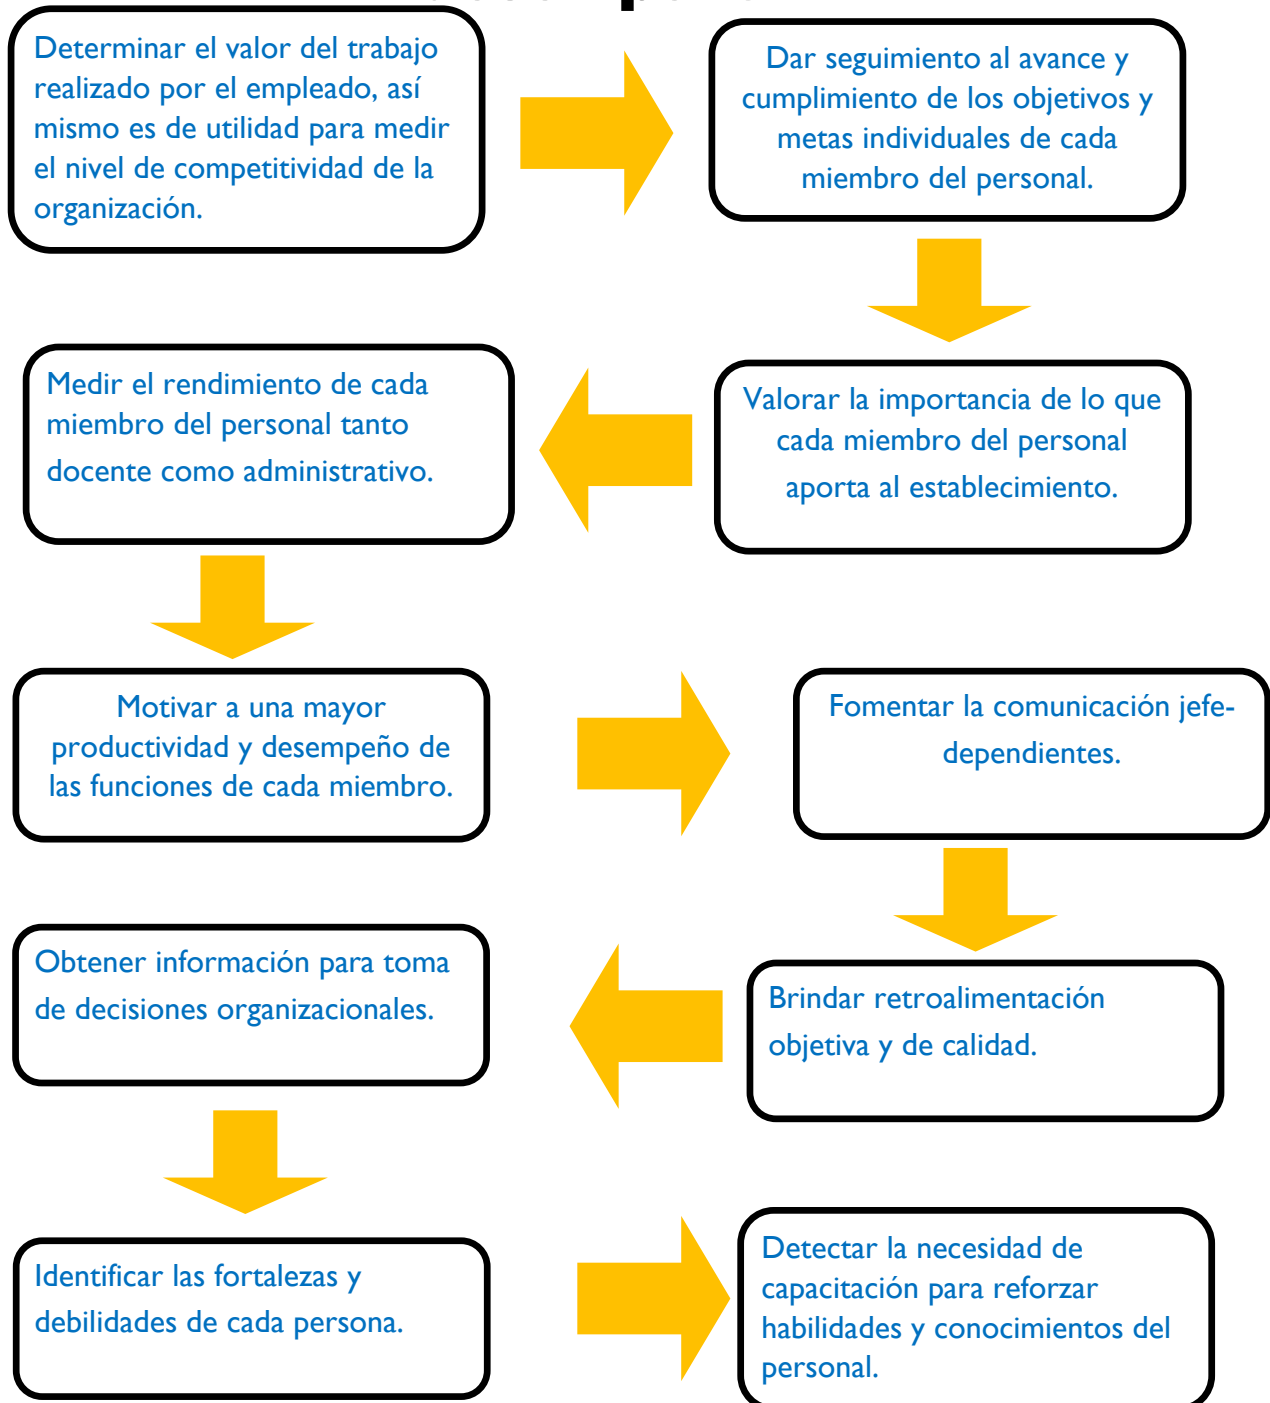 Determinar el valor del trabajo
realizado por el empleado, así
mismo es de utilidad para medir
el nivel de competitividad de la
organización.
Dar seguimiento al avance y
cumplimiento de los objetivos y
metas individuales de cada
miembro del personal.
Valorar la importancia de lo que
cada miembro del personal
aporta al establecimiento.
Medir el rendimiento de cada
miembro del personal tanto
docente como administrativo.
Motivar a una mayor
productividad y desempeño de
las funciones de cada miembro.
Fomentar la comunicación jefe-
dependientes.
Brindar retroalimentación
objetiva y de calidad.
Obtener información para toma
de decisiones organizacionales.
Identificar las fortalezas y
debilidades de cada persona.
Detectar la necesidad de
capacitación para reforzar
habilidades y conocimientos del
personal.